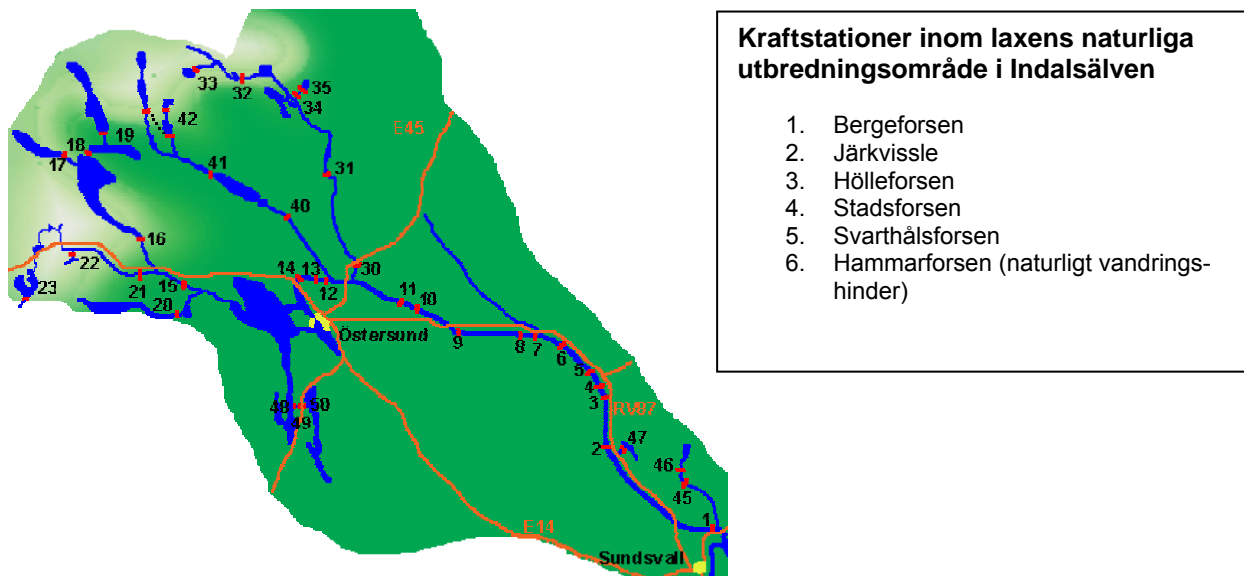 Kraftstationer inom laxens naturliga
utbredningsområde i Indalsälven
1. Bergeforsen
2. Järkvissle
3. Hölleforsen
4. Stadsforsen
5. Svarthålsforsen
6. Hammarforsen (naturligt vandrings-
hinder)
33
32
35
34
42
E45
19
18
17
41
31
40
16
22
14
13
12
30
23
21
15
11
10
20
Östersund
9
8
7
6
5
4
3
48
58
49
RV87
2
47
46
45
1
E14
Sundsvall